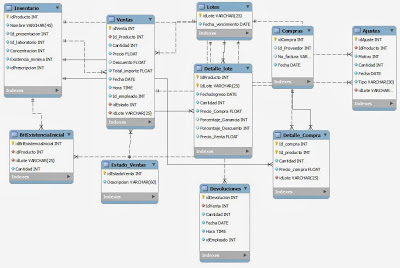 Inventario
idProducto INT
Nombre VARCHAR(45)
Id_presentacion INT
Id_laboratorio INT
Concentracion INT
Existencia_minima INT
idPrescripcion INT
Indexes
Ventas
idVenta INT
Id_Producto INT
Cantidad INT
Precio FLOAT
Descuento FLOAT
Total_importe FLOAT
Fecha DATE
Hora TIME
Id_empleado INT
idEstado INT
idLote VARCHAR(25)
Indexes
Lotes
idLote VARCHAR(25)
Fecha_vencimiento DATE
Indexes
Detalle_lote
idProducto INT
idLote VARCHAR(25)
FechaIngreso DATE
Cantidad INT
Precio_Compra FLOAT
Porcentaje_Ganancia INT
Porcentaje_Descuento INT
Precio_Venta FLOAT
Indexes
Compras
idCompra INT
Id_Proveedor INT
No_factura VAR...
Fecha DATE
Indexes
Ajustes
idAjuste INT
idProducto INT
Motivo INT
Cantidad INT
Fecha DATE
Tipo VARCHAR(30)
idLote VARCHA...
Indexes
BitExistenciaInicial
idBitExistenciaInicial INT
idProducto INT
idLote VARCHAR(25)
Cantidad INT
Indexes
Estado_Ventas
idEstadoVenta INT
Descripcion VARCHAR(60)
Indexes
Detalle_Compra
Id_compra INT
Id_producto INT
Cantidad INT
Precio_compra FLOAT
idLote VARCHAR(25)
Indexes
Devoluciones
idDevolucion INT
idVenta INT
Cantidad INT
Fecha DATE
Hora TIME
idEmpleado INT
Indexes